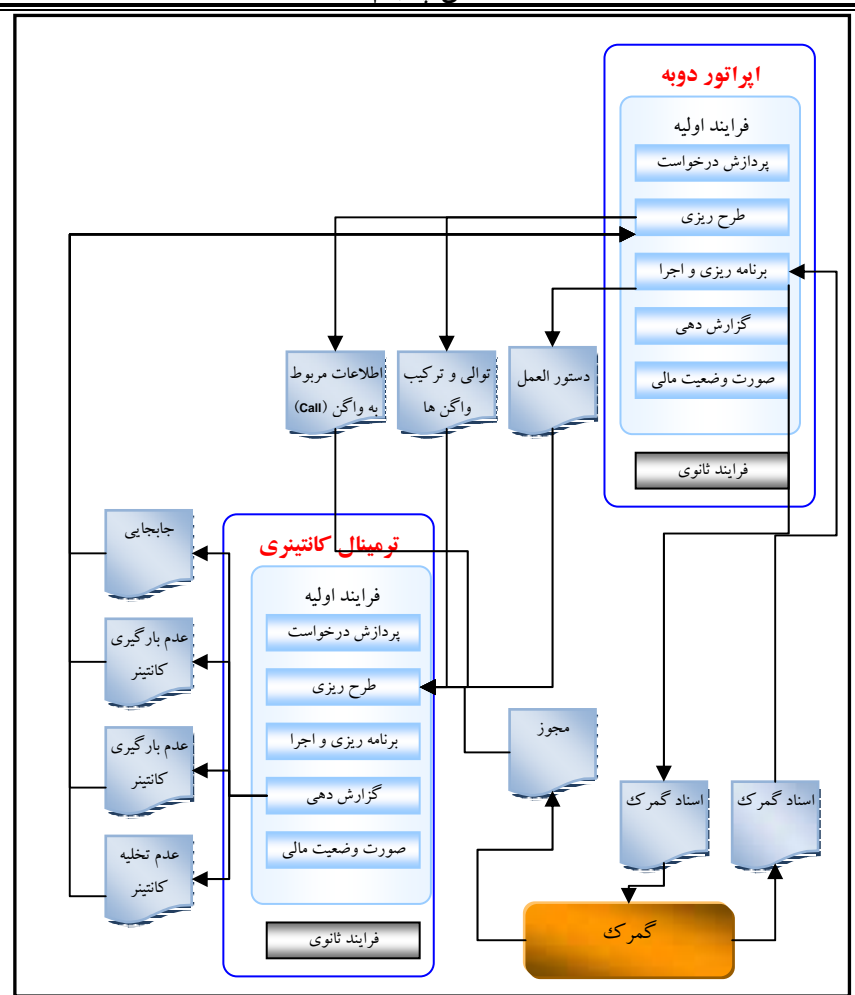 اپراتور دوبه
فرایند اولیه
پردازش درخواست
طرح ریزی
برنامه ریزی و اجرا
گزارش دهی
صورت وضعیت مالی
فرایند ثانوی
اطلاعات مربوط
به واگن (Call)
توالی و ترکیب
واگن ها
دستور العمل
ترمینال کانتینری
فرایند اولیه
پردازش درخواست
طرح ریزی
برنامه ریزی و اجرا
گزارش دهی
صورت وضعیت مالی
فرایند ثانوی
جابجایی
عدم بارگیری
کانتینر
عدم بارگیری
کانتینر
عدم تخلیه
کانتینر
مجوز
اسناد گمرک
اسناد گمرک
گمرک